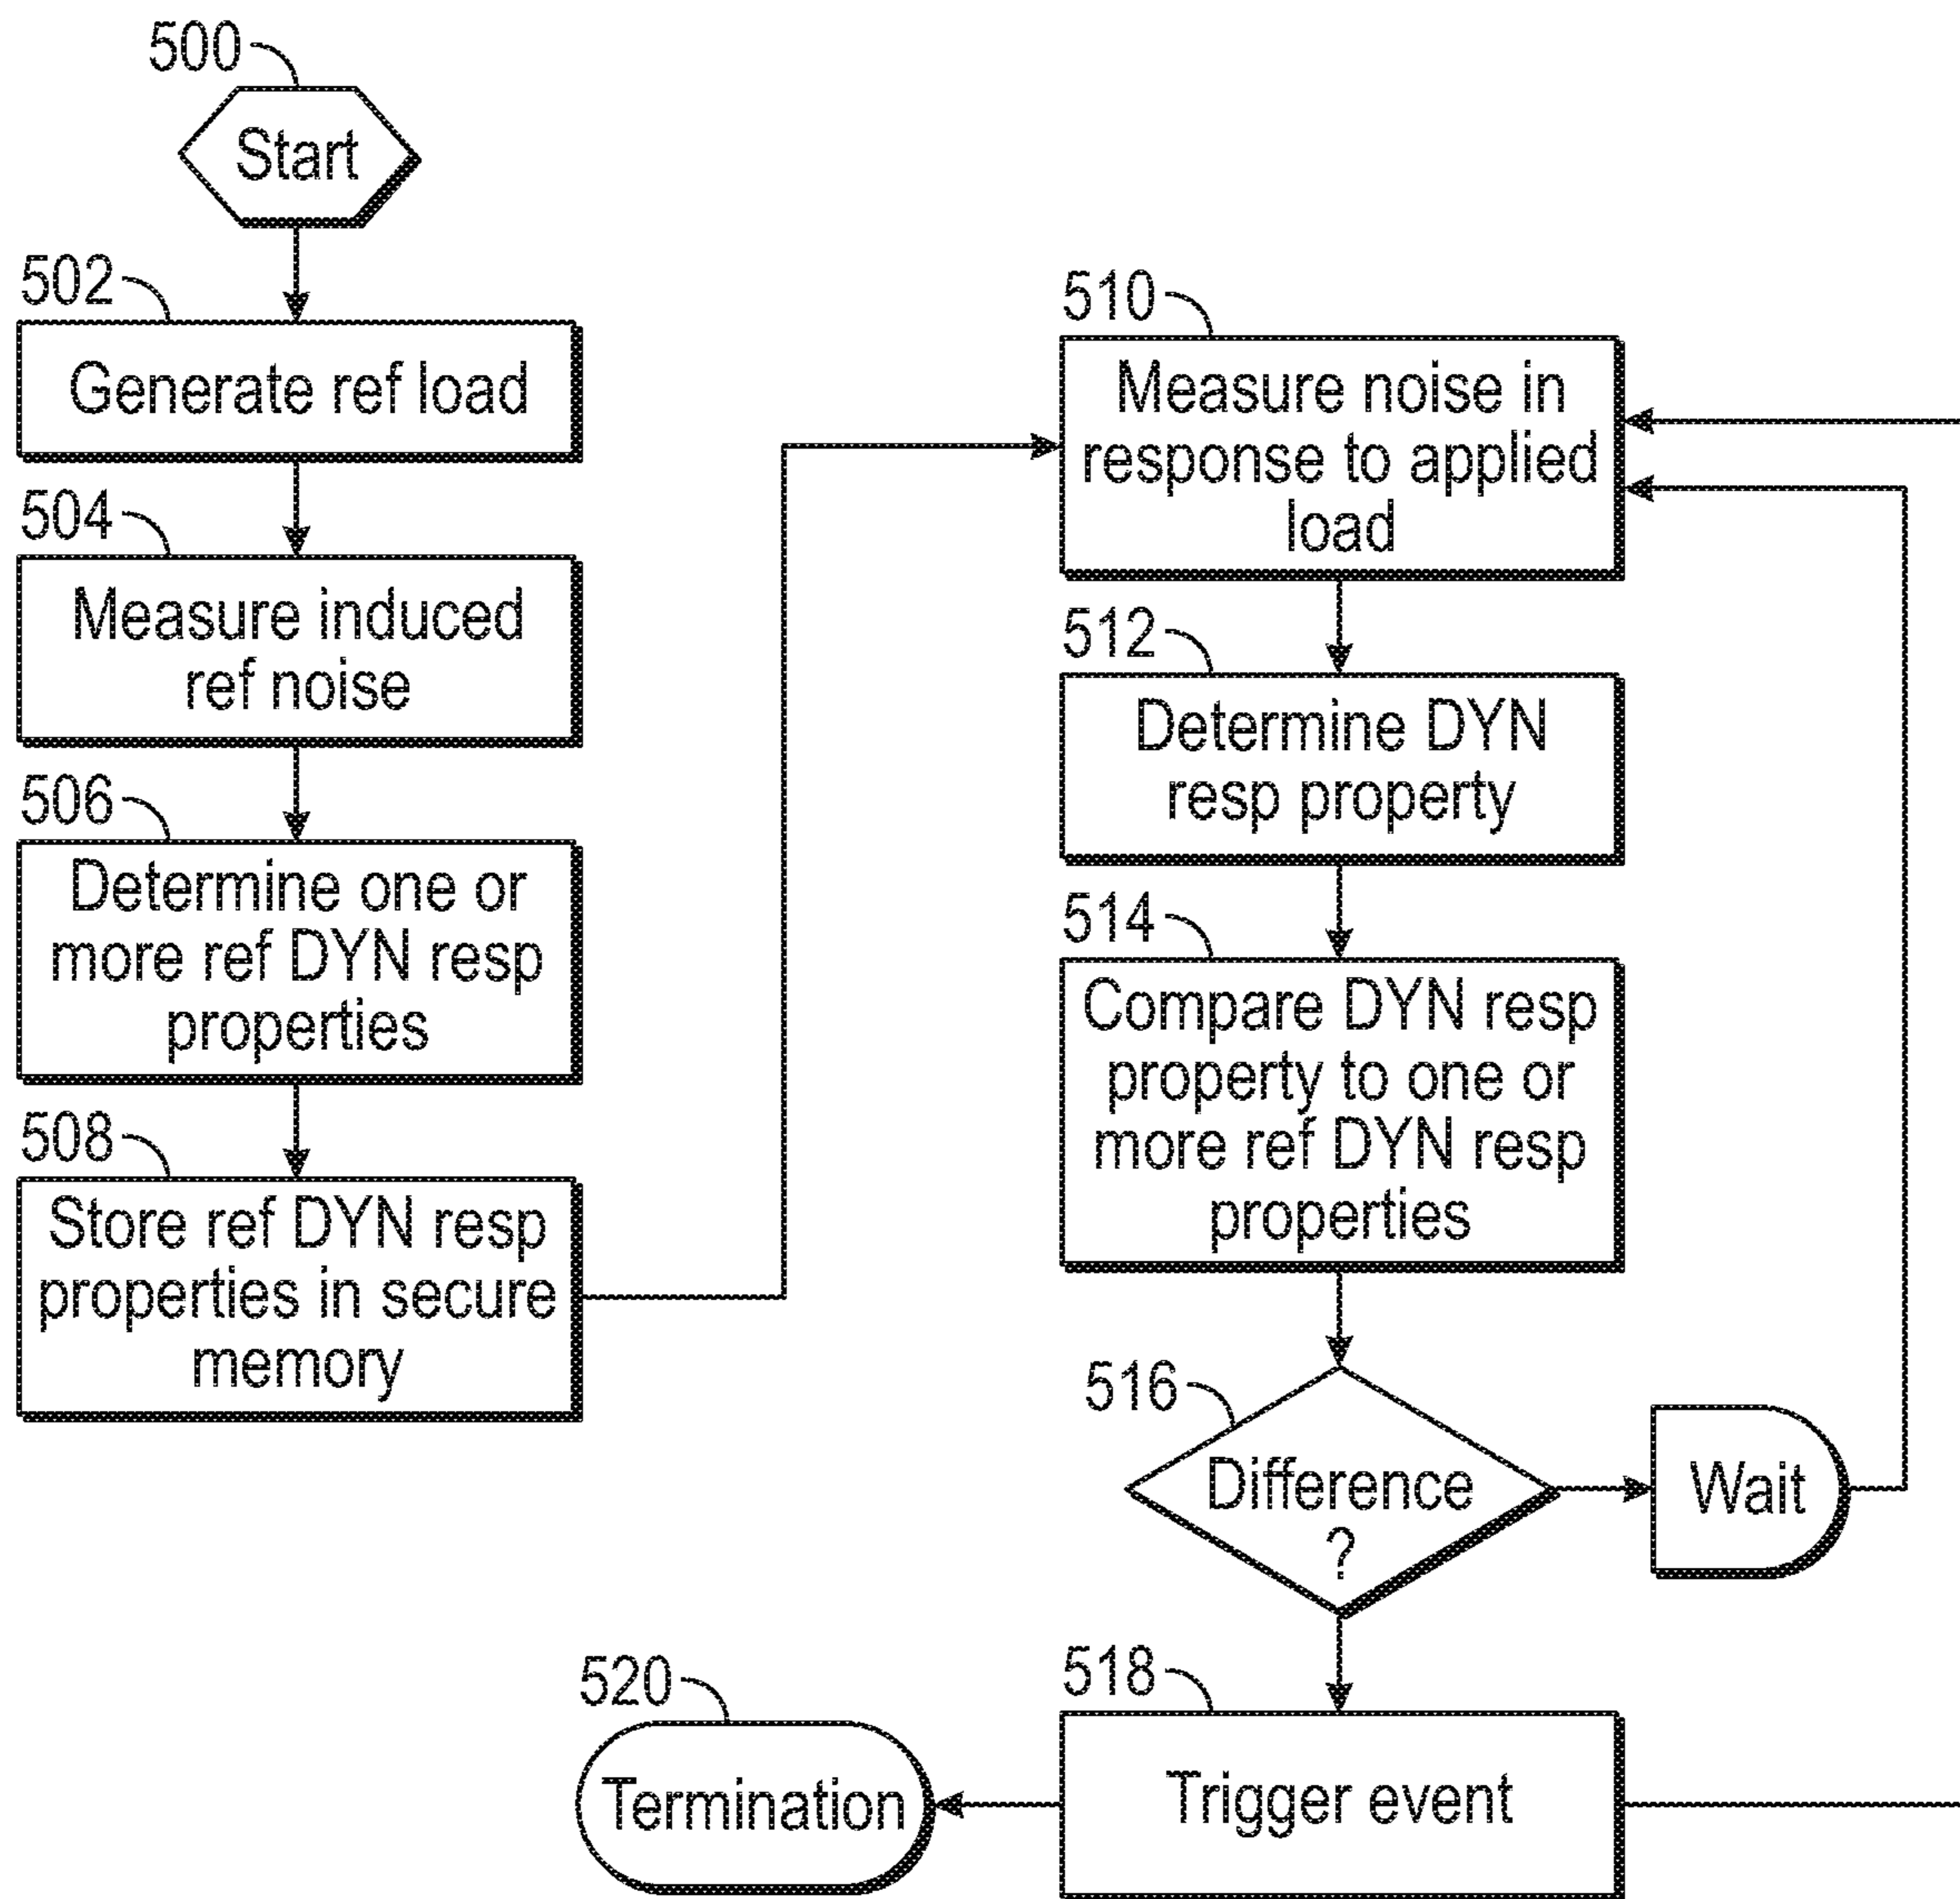 500
Start
502
Generate ref load
504
Measure induced
ref noise
506
Determine one or
more ref DYN resp
properties
508
Store ref DYN resp
properties in secure
memory
510
Measure noise in
response to applied
load
512
Determine DYN
resp property
514
Compare DYN resp
property to one or
more ref DYN resp
properties
516
Difference
?
Wait
518
Trigger event
520
Termination